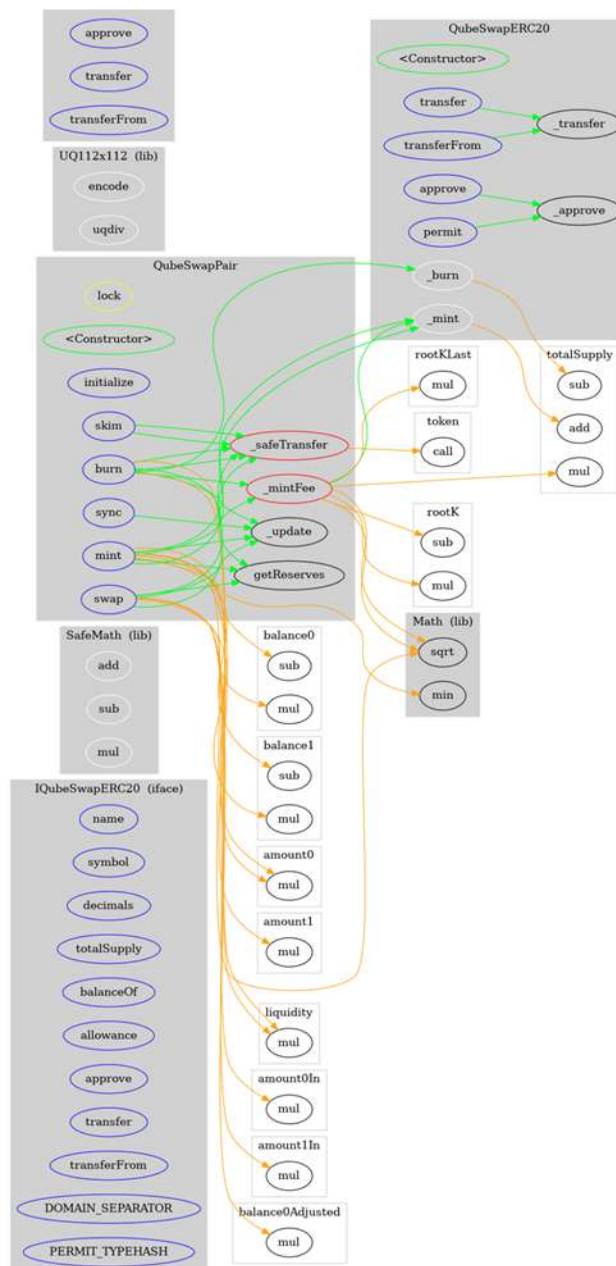 approve
transfer
transferFrom
UQ112x112 (lib)
encode
uqdiv
QubeSwapPair
lock
<Constructor>
initialize
skim
burn
sync
mint
swap
_safeTransfer
_mintFee
_update
getReserves
SafeMath (lib)
add
sub
mul
IQubeSwapERC20 (iface)
name
symbol
decimals
totalSupply
balanceOf
allowance
approve
transfer
transferFrom
DOMAIN_SEPARATOR
PERMIT_TYPEHASH
balance0
sub
mul
balance1
sub
mul
amount0
mul
amount1
mul
liquidity
mul
amount0In
mul
amount1In
mul
balance0Adjusted
mul
QubeSwapERC20
<Constructor>
transfer
transferFrom
approve
permit
_burn
_mint
_transfer
_approve
rootKLast
mul
token
call
rootK
sub
mul
Math (lib)
sqrt
min
totalSupply
sub
add
mul